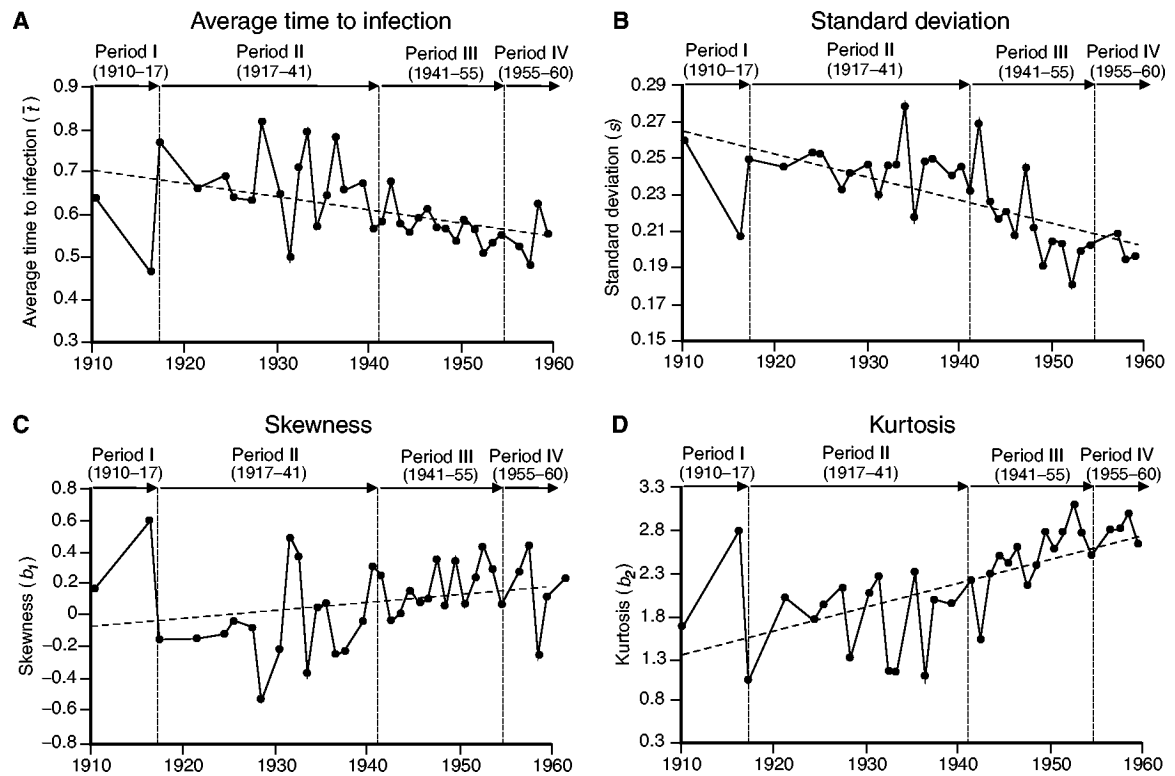 A Average time to infection
Period I Period II Period III Period IV
(1910–17) (1917–41) (1941–55) (1955–60)
0.9
0.8
0.7
0.6
0.5
0.4
0.3
Average time to infection (t̄)
1910 1920 1930 1940 1950 1960
B Standard deviation
Period I Period II Period III Period IV
(1910–17) (1917–41) (1941–55) (1955–60)
0.29
0.27
0.25
0.23
0.21
0.19
0.17
0.15
Standard deviation (s)
1910 1920 1930 1940 1950 1960
C Skewness
Period I Period II Period III Period IV
(1910–17) (1917–41) (1941–55) (1955–60)
0.8
0.6
0.4
0.2
0
–0.2
–0.4
–0.6
–0.8
Skewness (b1)
1910 1920 1930 1940 1950 1960
D Kurtosis
Period I Period II Period III Period IV
(1910–17) (1917–41) (1941–55) (1955–60)
3.3
2.8
2.3
1.8
1.3
0.8
0.3
Kurtosis (b2)
1910 1920 1930 1940 1950 1960